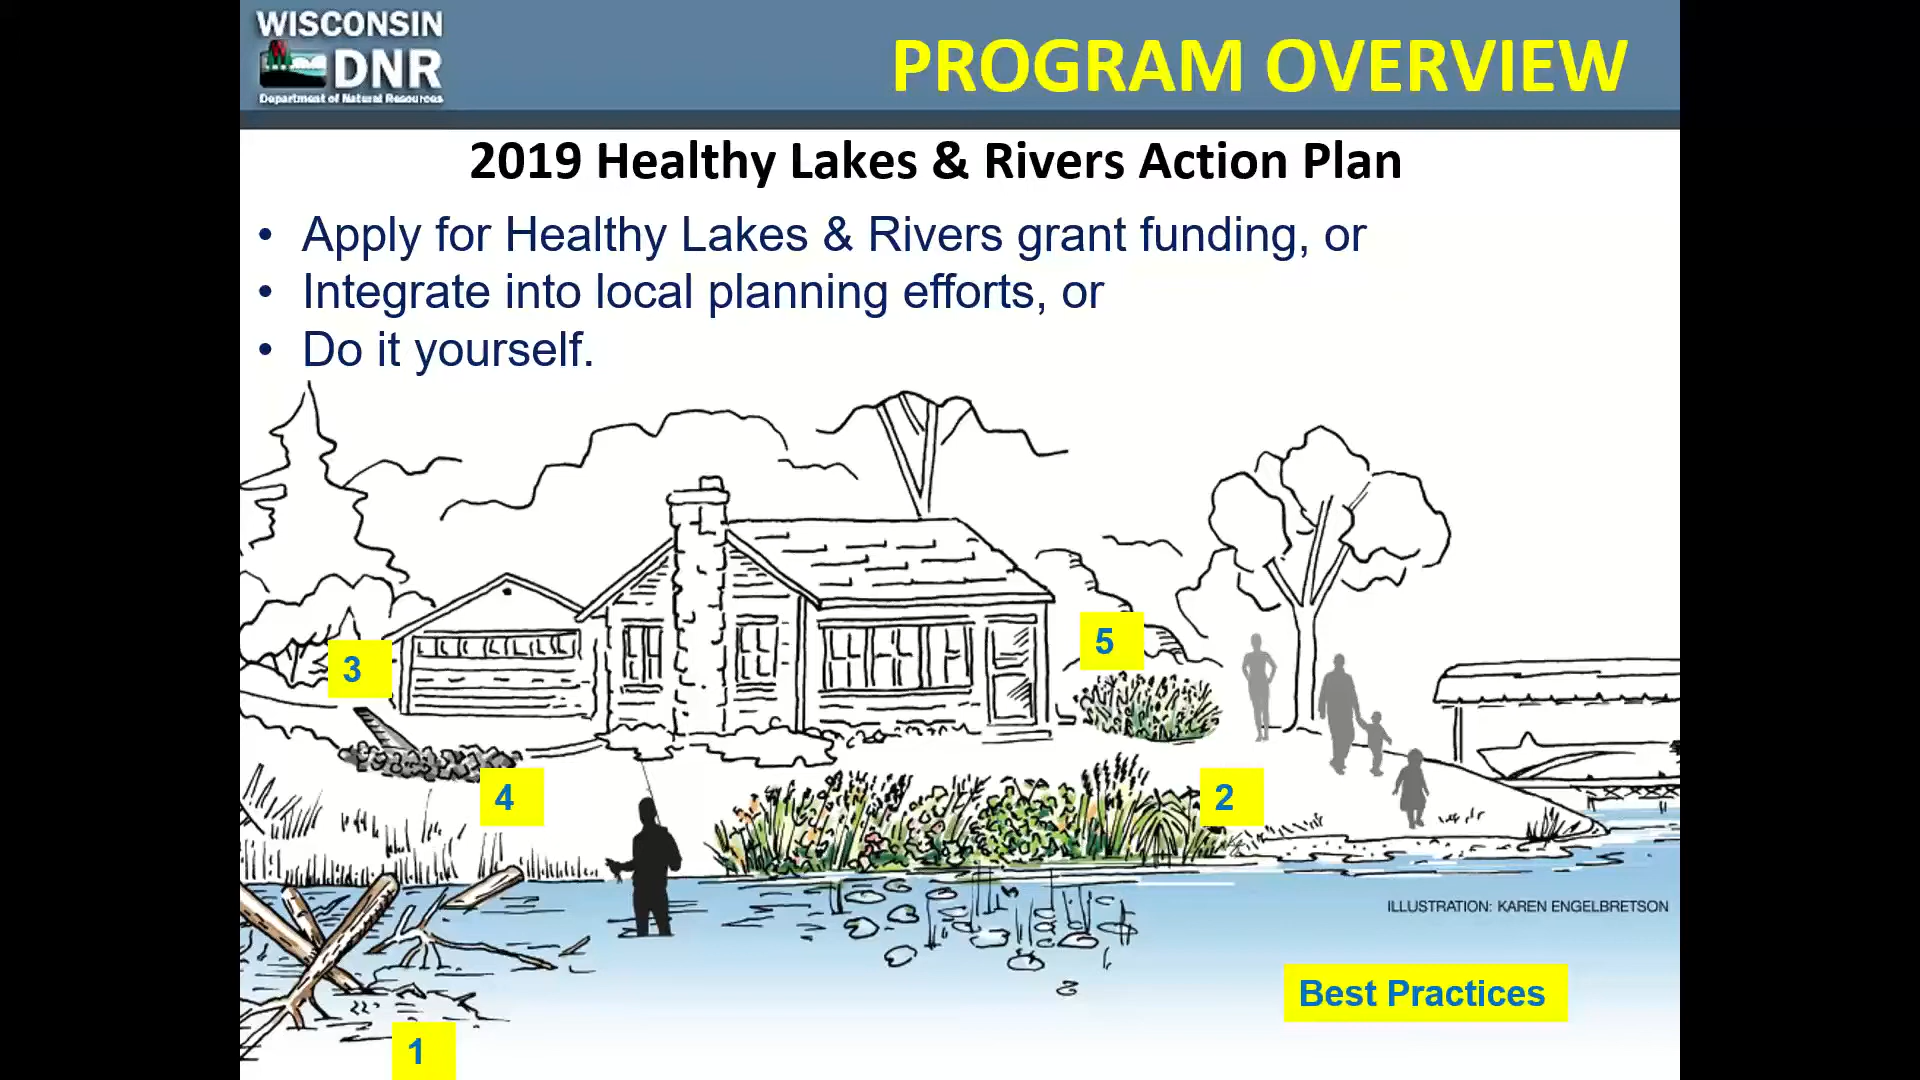 WISCONSIN
DNR
Department of Natural Resources
PROGRAM OVERVIEW
2019 Healthy Lakes & Rivers Action Plan
• Apply for Healthy Lakes & Rivers grant funding, or
• Integrate into local planning efforts, or
• Do it yourself.
5
3
4
2
ILLUSTRATION: KAREN ENGELBRETSON
Best Practices
1